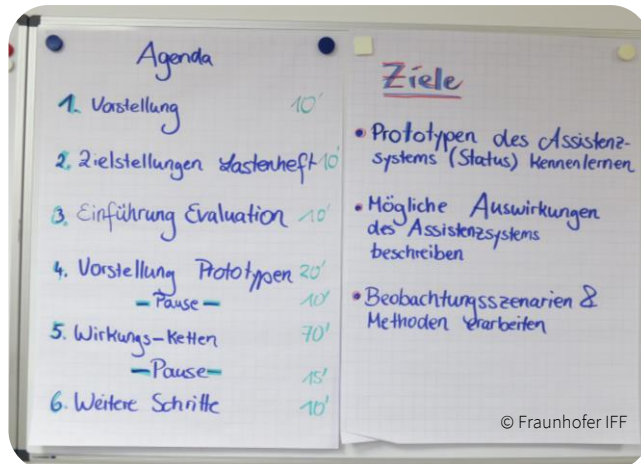 Agenda
1. Vorstellung 10'
2. Zielstellungen Lastenheft 10'
3. Einführung Evaluation 10'
4. Vorstellung Prototypen 20'
– Pause – 10'
5. Wirkungs-Ketten 70'
– Pause – 15'
6. Weitere Schritte 10'
Ziele
• Prototypen des Assistenz-
systems (Status) kennenlernen
• Mögliche Auswirkungen
des Assistenzsystems
beschreiben
• Beobachtungsszenarien &
Methoden erarbeiten
© Fraunhofer IFF